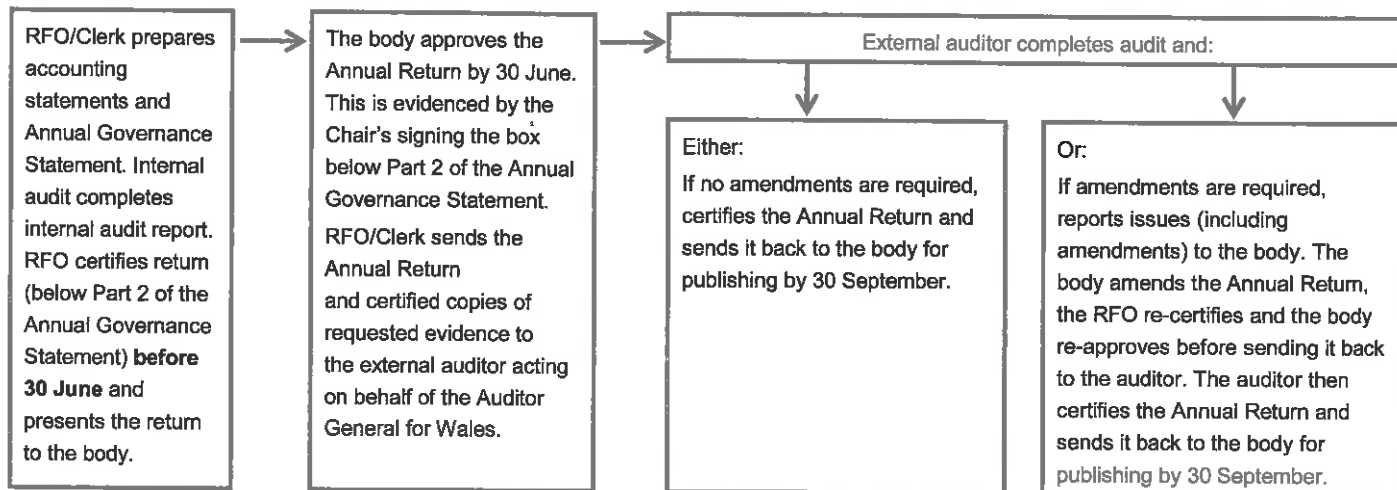 RFO/Clerk prepares
accounting
statements and
Annual Governance
Statement. Internal
audit completes
internal audit report.
RFO certifies return
(below Part 2 of the
Annual Governance
Statement) before
30 June and
presents the return
to the body.
The body approves the
Annual Return by 30 June.
This is evidenced by the
Chair's signing the box
below Part 2 of the Annual
Governance Statement.
RFO/Clerk sends the
Annual Return
and certified copies of
requested evidence to
the external auditor acting
on behalf of the Auditor
General for Wales.
External auditor completes audit and:
Either:
If no amendments are required,
certifies the Annual Return and
sends it back to the body for
publishing by 30 September.
Or:
If amendments are required,
reports issues (including
amendments) to the body. The
body amends the Annual Return,
the RFO re-certifies and the body
re-approves before sending it back
to the auditor. The auditor then
certifies the Annual Return and
sends it back to the body for
publishing by 30 September.